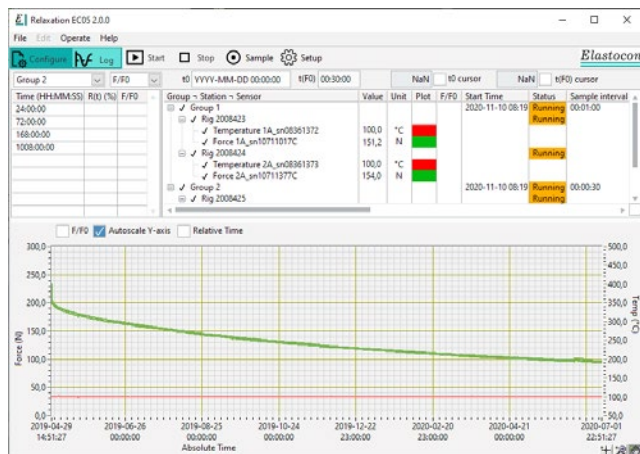 Relaxation EC05 2.0.0
File Edit Operate Help
Configure Log Start Stop Sample Setup Elastocon
Group 2 F/F0 t0 YYYY-MM-DD 00:00:00 t(F0) 00:30:00 NaN t0 cursor NaN t(F0) cursor
Time (HH:MM:SS) R(t) (%) F/F0 Group ¬ Station ¬ Sensor Value Unit Plot F/F0 Start Time Status Sample interval
24:00:00 Group 1 2020-11-10 08:19 Running 00:01:00
72:00:00 Rig 2008423 Running
168:00:00 Temperature 1A_sn08361372 100,0 °C
1008:00:00 Force 1A_sn10711017C 151,2 N
Rig 2008424 Running
Temperature 2A_sn08361373 100,0 °C
Force 2A_sn10711377C 154,0 N
Group 2 2020-11-10 08:19 Running 00:00:30
Rig 2008425 Running
F/F0 Autoscale Y-axis Relative Time
300,0 500,0
450,0
250,0 400,0
350,0
200,0 300,0
150,0 250,0
200,0
100,0 150,0
50,0 100,0
0,0 50,0
Force (N)
Temp (°C)
2019-04-29 2019-06-26 2019-08-25 2019-10-24 2019-12-22 2020-02-20 2020-04-21 2020-07-01
14:51:27 00:00:00 00:00:00 00:00:00 23:00:00 23:00:00 00:00:00 22:51:27
Absolute Time